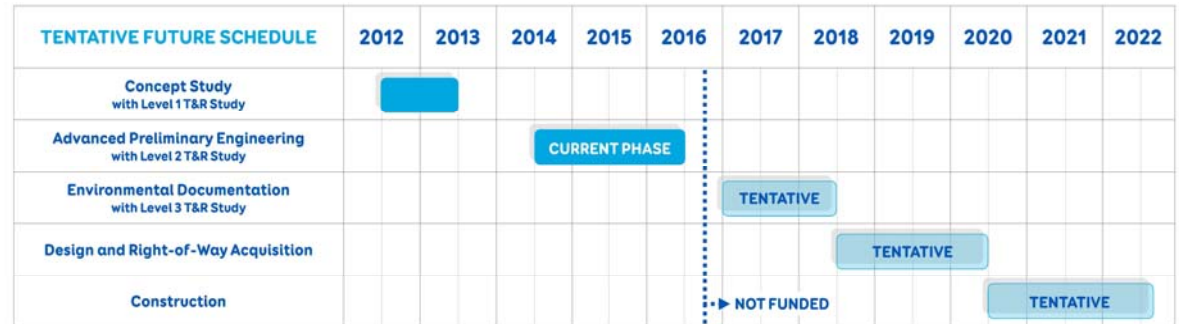 TENTATIVE FUTURE SCHEDULE 2012 2013 2014 2015 2016 2017 2018 2019 2020 2021 2022
Concept Study
with Level 1 T&R Study
Advanced Preliminary Engineering
with Level 2 T&R Study
CURRENT PHASE
Environmental Documentation
with Level 3 T&R Study
TENTATIVE
Design and Right-of-Way Acquisition
TENTATIVE
Construction
NOT FUNDED
TENTATIVE